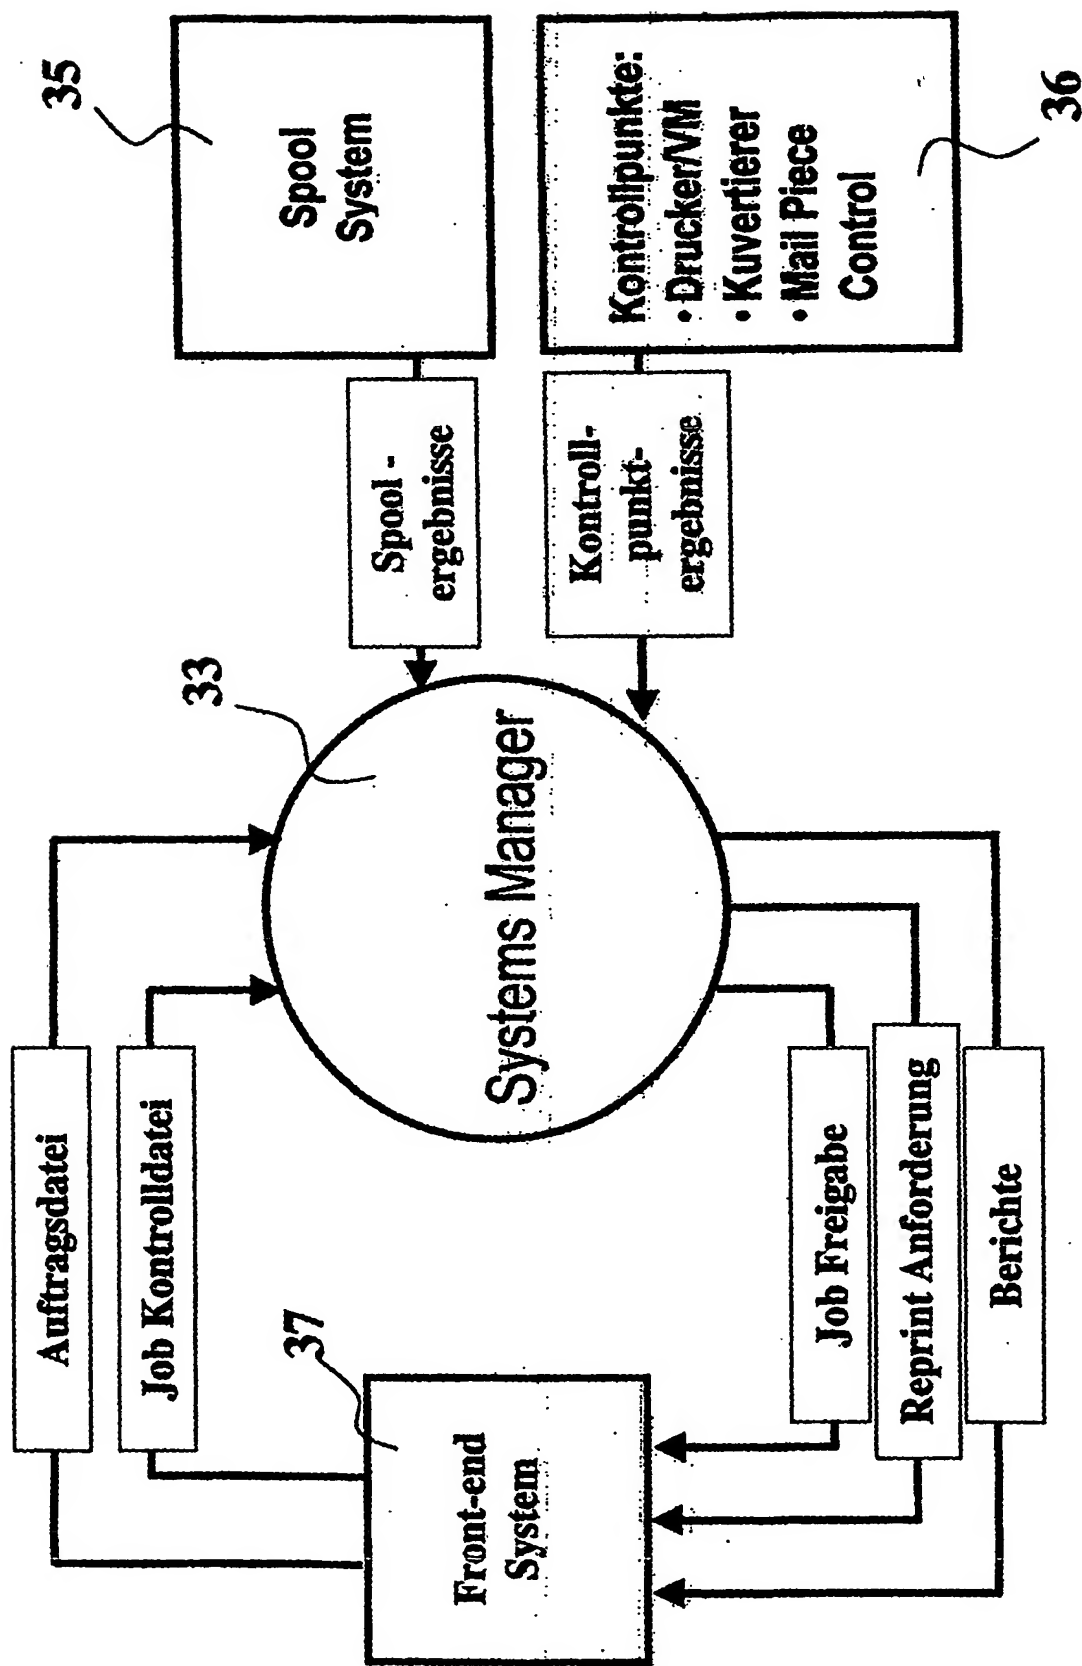 Auftragsdatei
Job Kontrolldatei
37
Front-end
System
33
Systems Manager
35
Spool
System
Spool -
ergebnisse
Kontroll-
punkt-
ergebnisse
Kontrollpunkte:
• Drucker/VM
• Kuvertierer
• Mail Piece
Control
36
Job Freigabe
Reprint Anforderung
Berichte